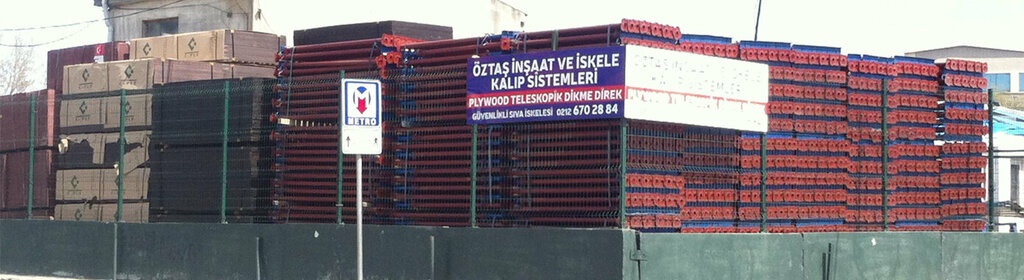 ÖZTAŞ İNŞAAT VE İSKELE
KALIP SİSTEMLERİ
PLYWOOD TELESKOPİK DİKME DİREK
GÜVENLİKLİ SIVA İSKELESİ 0212 670 28 84
M
METRO